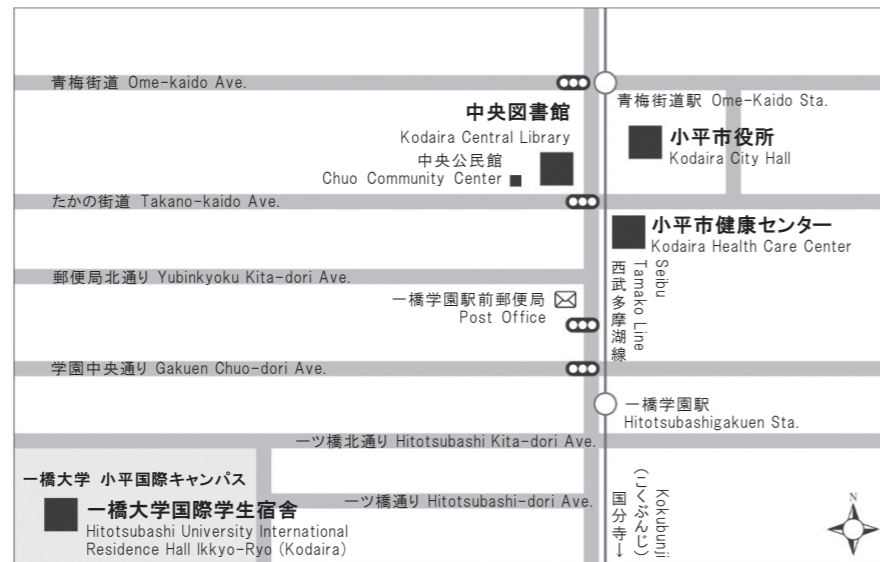 青梅街道 Ome-kaido Ave.
青梅街道駅 Ome-Kaido Sta.
中央図書館
Kodaira Central Library
中央公民館
Chuo Community Center
小平市役所
Kodaira City Hall
たかの街道 Takano-kaido Ave.
小平市健康センター
Kodaira Health Care Center
郵便局北通り Yubinkyoku Kita-dori Ave.
Seibu
Tamako Line
西武多摩湖線
一橋学園駅前郵便局
Post Office
学園中央通り Gakuen Chuo-dori Ave.
一橋学園駅
Hitotsubashigakuen Sta.
一ツ橋北通り Hitotsubashi Kita-dori Ave.
一橋大学 小平国際キャンパス
一橋大学国際学生宿舎
Hitotsubashi University International
Residence Hall Ikkyo-Ryo (Kodaira)
一ツ橋通り Hitotsubashi-dori Ave.
Kokubunji
(こくぶんじ)
国分寺→
N